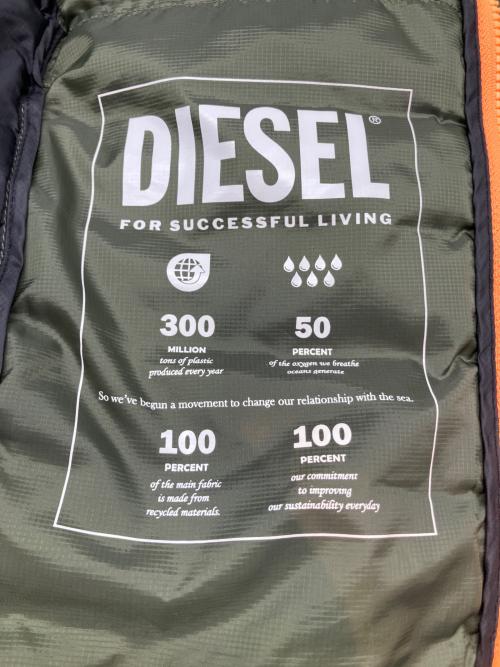 DIESEL®
FOR SUCCESSFUL LIVING
300
MILLION
tons of plastic
produced every year
50
PERCENT
of the oxygen we breathe
oceans generate
So we've begun a movement to change our relationship with the sea.
100
PERCENT
of the main fabric
is made from
recycled materials.
100
PERCENT
our commitment
to improving
our sustainability everyday